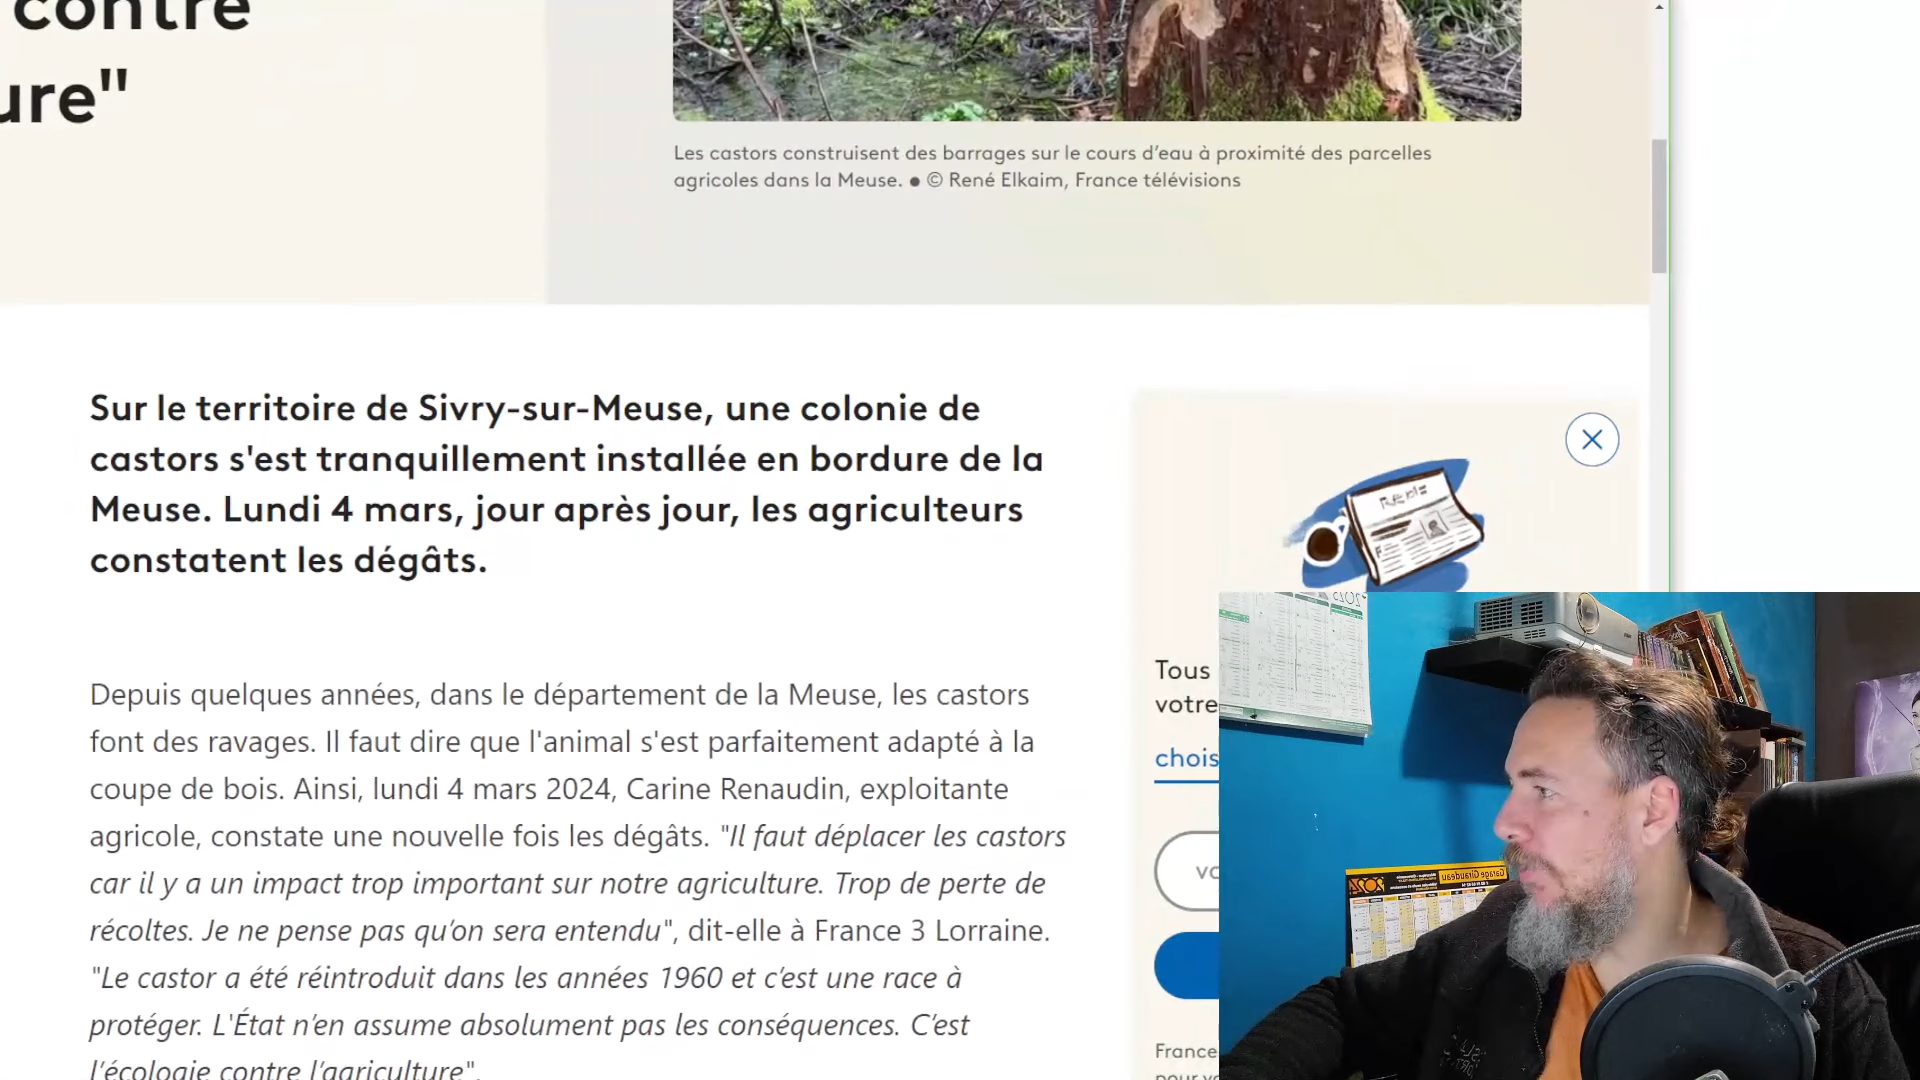 contre
ure"
Les castors construisent des barrages sur le cours d’eau à proximité des parcelles
agricoles dans la Meuse. ● © René Elkaim, France télévisions
Sur le territoire de Sivry-sur-Meuse, une colonie de
castors s'est tranquillement installée en bordure de la
Meuse. Lundi 4 mars, jour après jour, les agriculteurs
constatent les dégâts.
Depuis quelques années, dans le département de la Meuse, les castors
font des ravages. Il faut dire que l'animal s'est parfaitement adapté à la
coupe de bois. Ainsi, lundi 4 mars 2024, Carine Renaudin, exploitante
agricole, constate une nouvelle fois les dégâts. "Il faut déplacer les castors
car il y a un impact trop important sur notre agriculture. Trop de perte de
récoltes. Je ne pense pas qu’on sera entendu", dit-elle à France 3 Lorraine.
"Le castor a été réintroduit dans les années 1960 et c’est une race à
protéger. L'État n’en assume absolument pas les conséquences. C’est
l’écologie contre l’agriculture".
Tous
votre
chois
vo
France
pour vo
2025
Garage Giraudeau
2024